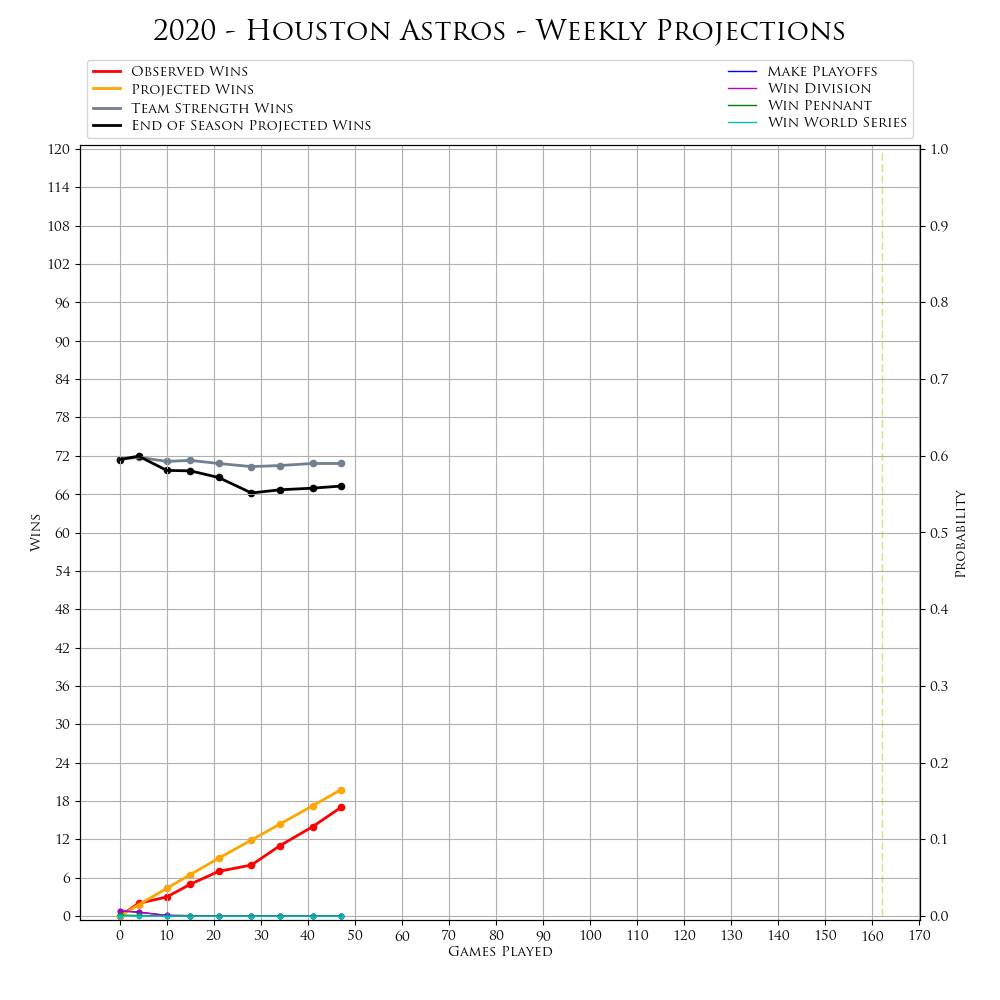 2020 - Houston Astros - Weekly Projections
Observed Wins
Projected Wins
Team Strength Wins
End of Season Projected Wins
Make Playoffs
Win Division
Win Pennant
Win World Series
120
114
108
102
96
90
84
78
72
66
60
54
48
42
36
30
24
18
12
6
0
Wins
1.0
0.9
0.8
0.7
0.6
0.5
0.4
0.3
0.2
0.1
0.0
Probability
0 10 20 30 40 50 60 70 80 90 100 110 120 130 140 150 160 170
Games Played